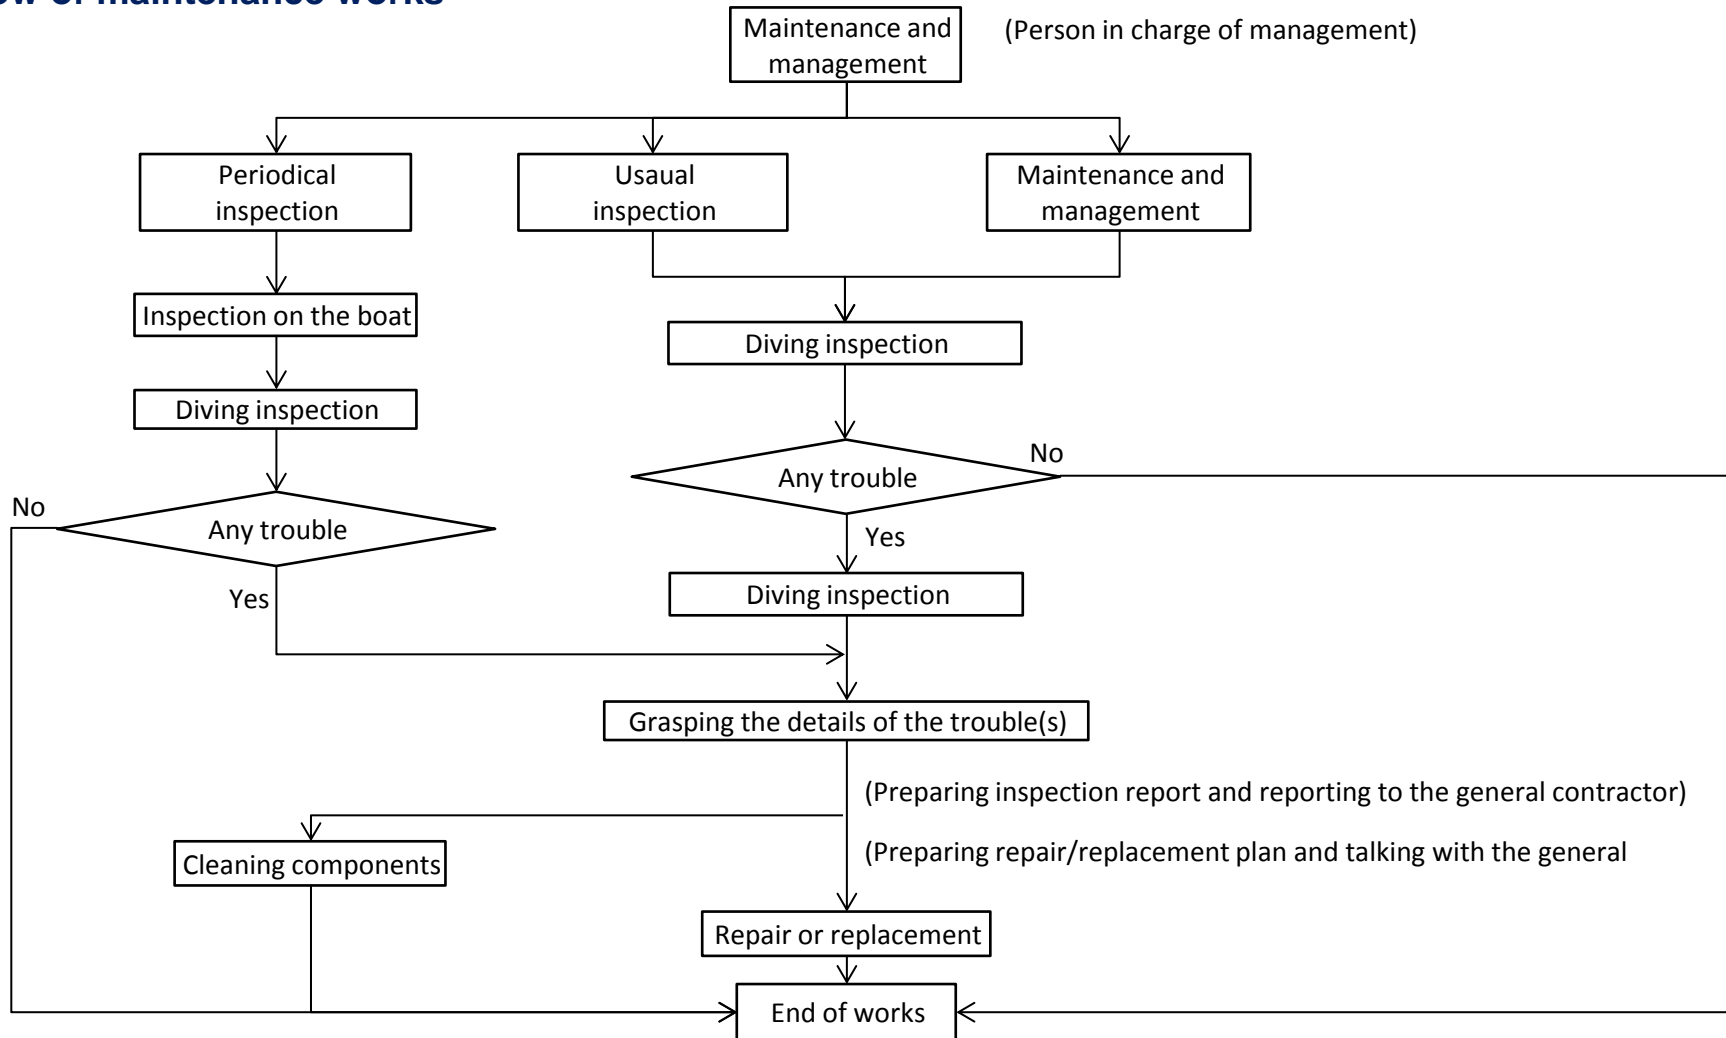 of maintenance works
Maintenance and
management
(Person in charge of management)
Periodical
inspection
Usaual
inspection
Maintenance and
management
Inspection on the boat
Diving inspection
Diving inspection
Any trouble
No
Any trouble
No
Yes
Diving inspection
Yes
Grasping the details of the trouble(s)
(Preparing inspection report and reporting to the general contractor)
(Preparing repair/replacement plan and talking with the general
Cleaning components
Repair or replacement
End of works